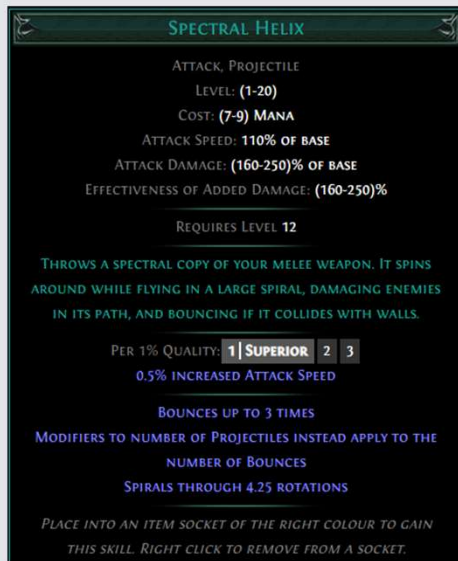 Spectral Helix
Attack, Projectile
Level: (1-20)
Cost: (7-9) Mana
Attack Speed: 110% of base
Attack Damage: (160-250)% of base
Effectiveness of Added Damage: (160-250)%
Requires Level 12
Throws a spectral copy of your melee weapon. It spins
around while flying in a large spiral, damaging enemies
in its path, and bouncing if it collides with walls.
Per 1% Quality: 1 | Superior 2 3
0.5% increased Attack Speed
Bounces up to 3 times
Modifiers to number of Projectiles instead apply to the
number of Bounces
Spirals through 4.25 rotations
Place into an item socket of the right colour to gain
this skill. Right click to remove from a socket.